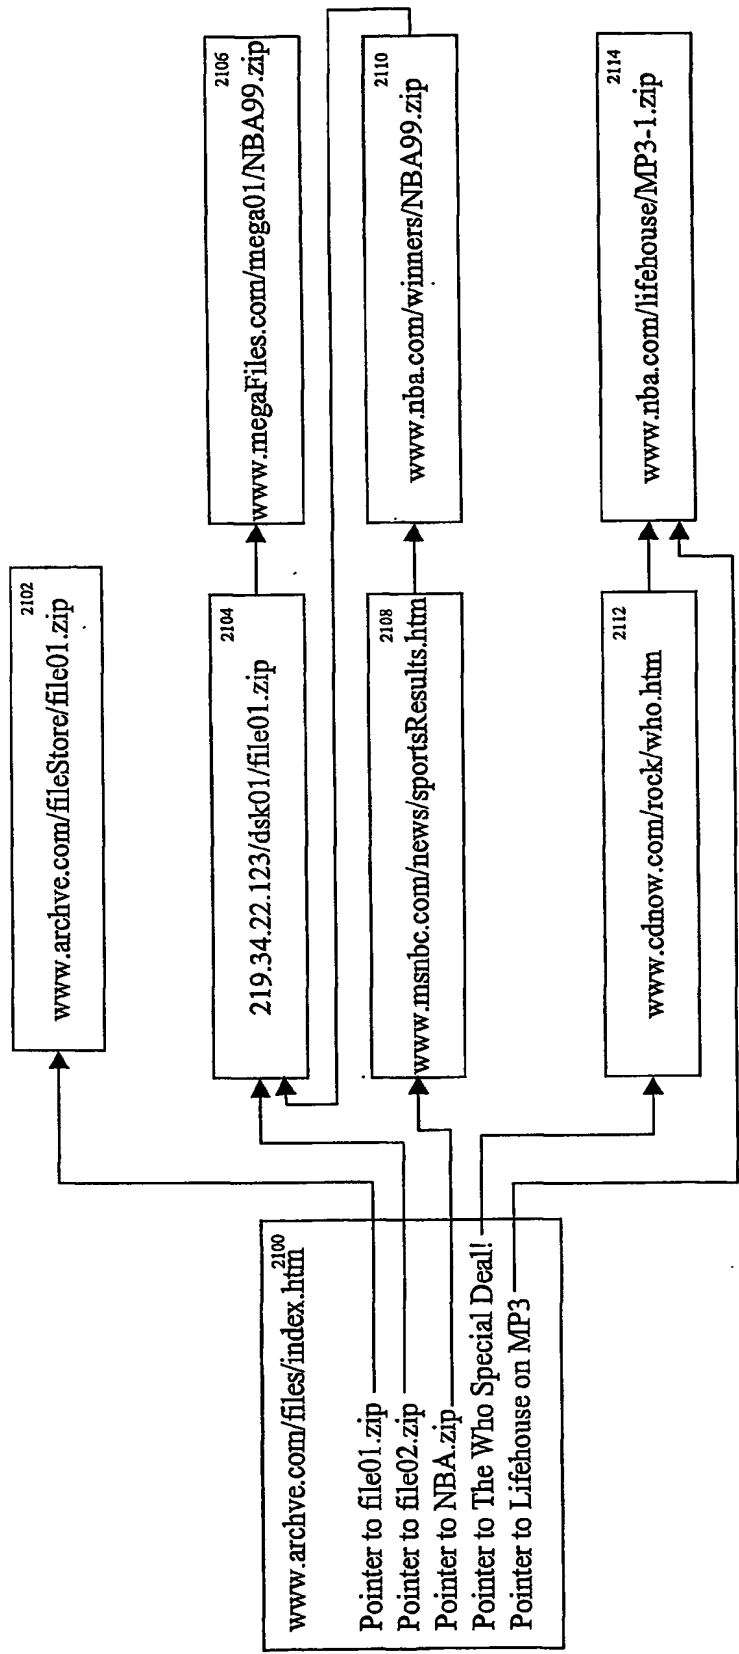 2100
www.archve.com/files/index.htm
Pointer to file01.zip
Pointer to file02.zip
Pointer to NBA.zip
Pointer to The Who Special Deal!
Pointer to Lifehouse on MP3
2102
www.archve.com/fileStore/file01.zip
2104
219.34.22.123/dsk01/file01.zip
2106
www.megaFiles.com/mega01/NBA99.zip
2108
www.msnbc.com/news/sportsResults.htm
2110
www.nba.com/winners/NBA99.zip
2112
www.cdnow.com/rock/who.htm
2114
www.nba.com/lifehouse/MP3-1.zip